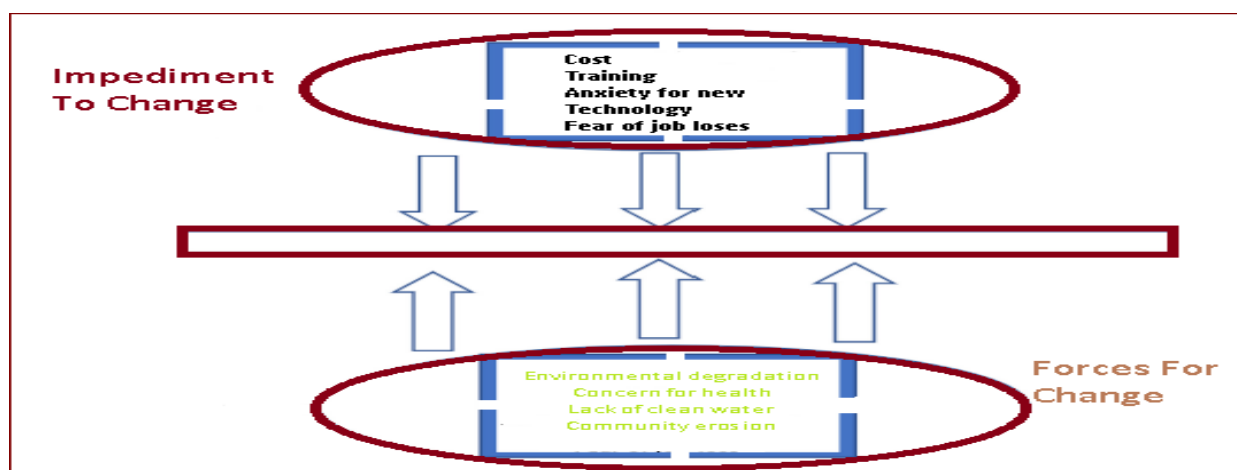 Impediment
To Change
Cost
Training
Anxiety for new
Technology
Fear of job loses
Environmental degradation
Concern for health
Lack of clean water
Community erosion
Forces For
Change